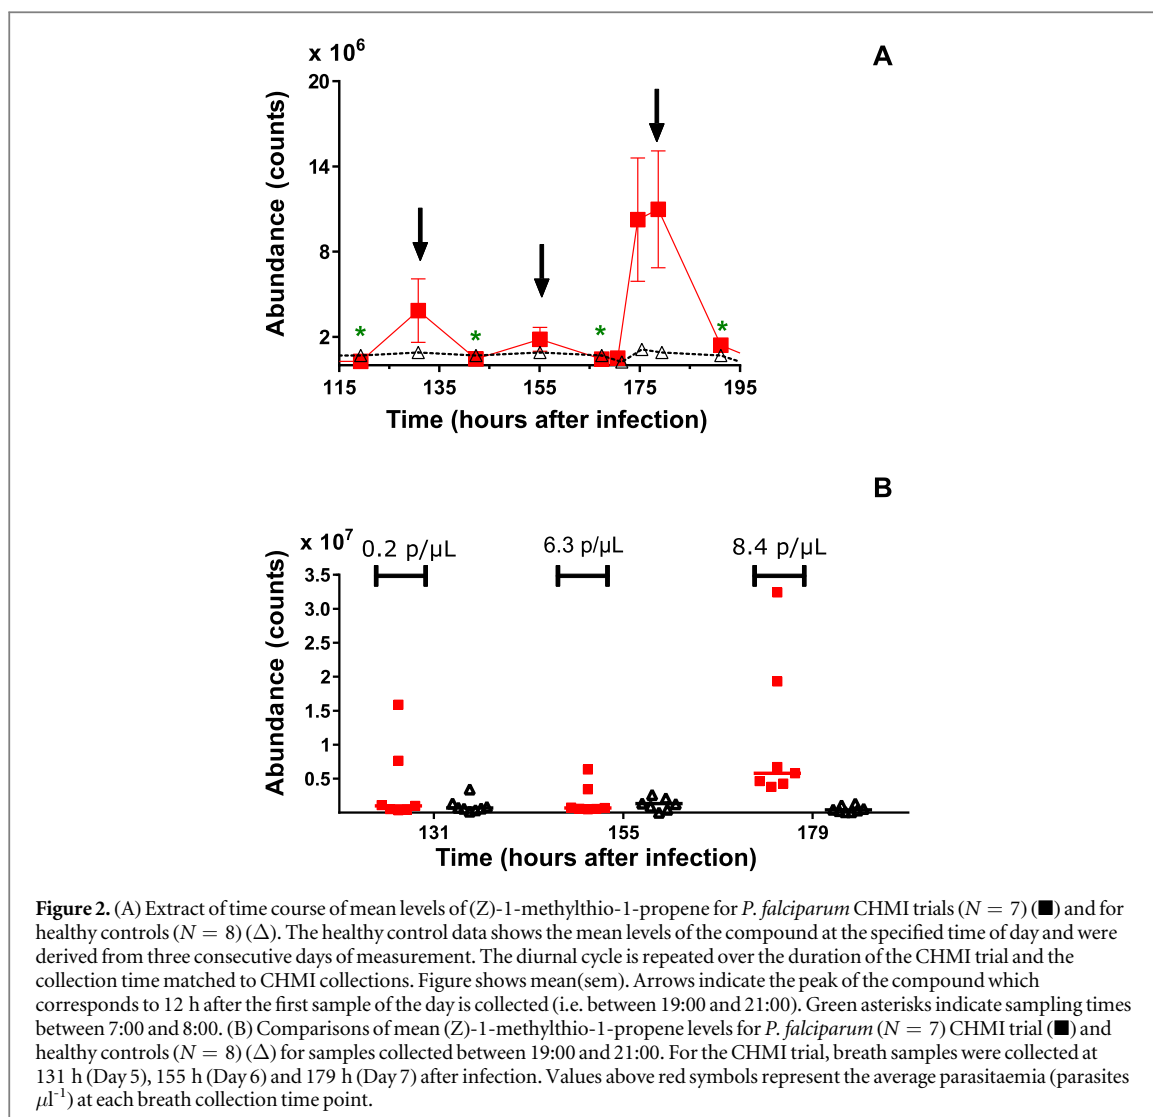 x 10⁶
A
20
14
8
2
Abundance (counts)
*
*
*
*
115 135 155 175 195
Time (hours after infection)
B
x 10⁷
0.2 p/µL 6.3 p/µL 8.4 p/µL
3.5
3.0
2.5
2
1.5
1
0.5
Abundance (counts)
131 155 179
Time (hours after infection)
Figure 2. (A) Extract of time course of mean levels of (Z)-1-methylthio-1-propene for P. falciparum CHMI trials (N = 7) (■) and for
healthy controls (N = 8) (Δ). The healthy control data shows the mean levels of the compound at the specified time of day and were
derived from three consecutive days of measurement. The diurnal cycle is repeated over the duration of the CHMI trial and the
collection time matched to CHMI collections. Figure shows mean(sem). Arrows indicate the peak of the compound which
corresponds to 12 h after the first sample of the day is collected (i.e. between 19:00 and 21:00). Green asterisks indicate sampling times
between 7:00 and 8:00. (B) Comparisons of mean (Z)-1-methylthio-1-propene levels for P. falciparum (N = 7) CHMI trial (■) and
healthy controls (N = 8) (Δ) for samples collected between 19:00 and 21:00. For the CHMI trial, breath samples were collected at
131 h (Day 5), 155 h (Day 6) and 179 h (Day 7) after infection. Values above red symbols represent the average parasitaemia (parasites
μl⁻¹) at each breath collection time point.